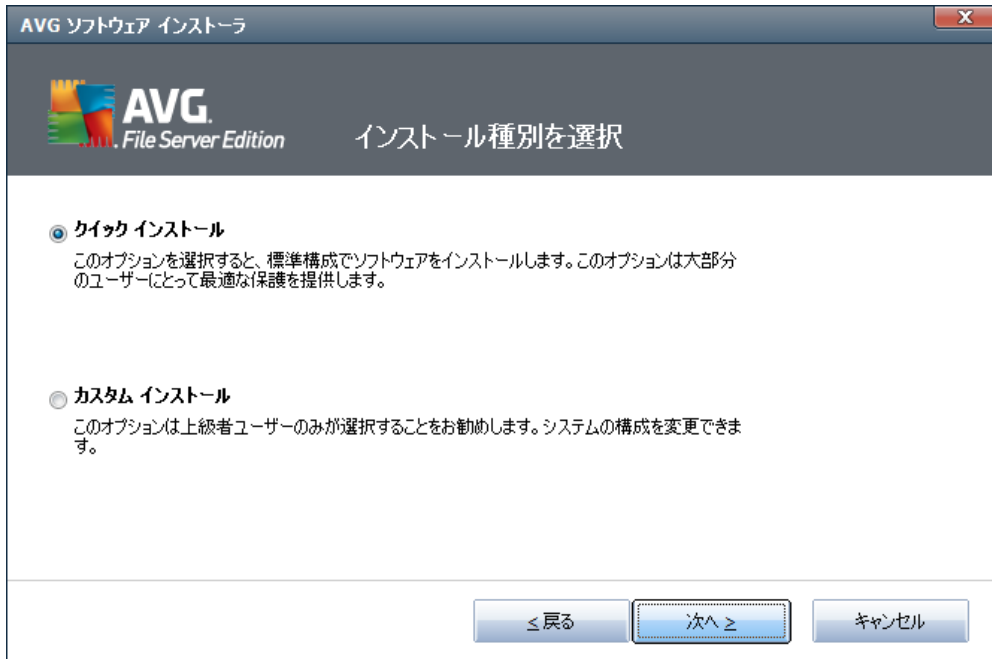 AVG ソフトウェア インストーラ
AVG.
File Server Edition
インストール種別を選択
クイック インストール
このオプションを選択すると、標準構成でソフトウェアをインストールします。このオプションは大部分
のユーザーにとって最適な保護を提供します。
カスタム インストール
このオプションは上級者ユーザーのみが選択することをお勧めします。システムの構成を変更できま
す。
≤ 戻る
次へ ≥
キャンセル